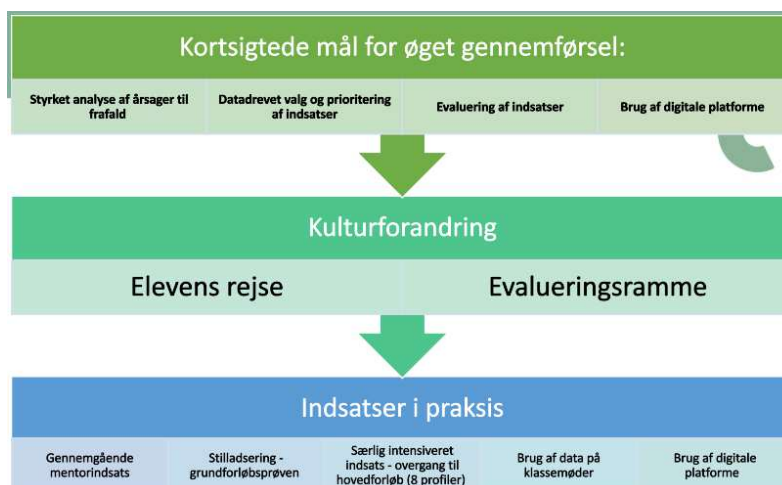 Kortsigtede mål for øget gennemførsel:
Styrket analyse af årsager til
frafald
Datadrevet valg og prioritering
af indsatser
Evaluering af indsatser
Brug af digitale platforme
Kulturforandring
Elevens rejse
Evalueringsramme
Indsatser i praksis
Gennemgående
mentorindsats
Stilladsering -
grundforløbsprøven
Særlig intensiveret
indsats - overgang til
hovedforløb (8 profiler)
Brug af data på
klassemøder
Brug af digitale
platforme